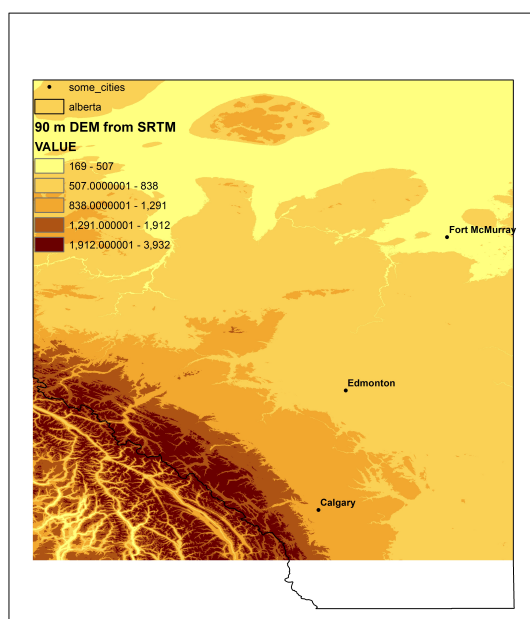 some_cities
alberta
90 m DEM from SRTM
VALUE
169 - 507
507.0000001 - 838
838.0000001 - 1,291
1,291.000001 - 1,912
1,912.000001 - 3,932
Fort McMurray
Edmonton
Calgary